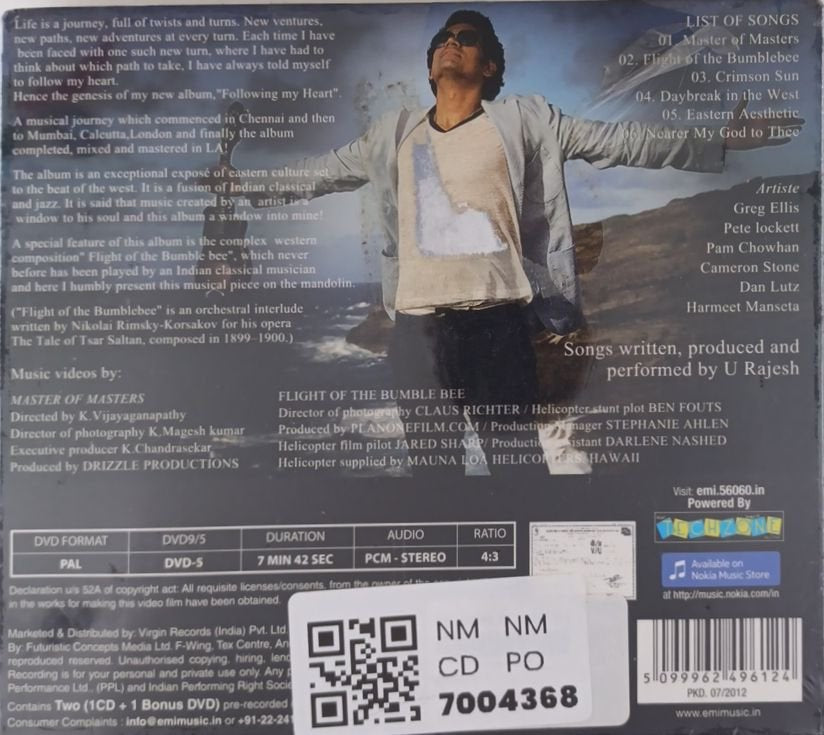 Life is a journey, full of twists and turns. New ventures,
new paths, new adventures at every turn. Each time I have
been faced with one such new turn, where I have had to
think about which path to take, I have always told myself
to follow my heart.
Hence the genesis of my new album,"Following my Heart".
A musical journey which commenced in Chennai and then
to Mumbai, Calcutta,London and finally the album
completed, mixed and mastered in LA!
The album is an exceptional exposé of eastern culture set
to the beat of the west. It is a fusion of Indian classical
and jazz. It is said that music created by an artist is a
window to his soul and this album a window into mine!
A special feature of this album is the complex western
composition" Flight of the Bumble bee", which never
before has been played by an Indian classical musician
and here I humbly present this musical piece on the mandolin.
("Flight of the Bumblebee" is an orchestral interlude
written by Nikolai Rimsky-Korsakov for his opera
The Tale of Tsar Saltan, composed in 1899-1900.)
LIST OF SONGS
01. Master of Masters
02. Flight of the Bumblebee
03. Crimson Sun
04. Daybreak in the West
05. Eastern Aesthetic
06. Nearer My God to Thee
Artiste
Greg Ellis
Pete lockett
Pam Chowhan
Cameron Stone
Dan Lutz
Harmeet Manseta
Songs written, produced and
performed by U Rajesh
Music videos by:
MASTER OF MASTERS
Directed by K.Vijayaganapathy
Director of photography K.Magesh kumar
Executive producer K.Chandrasekar
Produced by DRIZZLE PRODUCTIONS
FLIGHT OF THE BUMBLE BEE
Director of photography CLAUS RICHTER / Helicopter stunt plot BEN FOUTS
Produced by PLANONEFILM.COM / Production Manager STEPHANIE AHLEN
Helicopter film pilot JARED SHARP/ Production assistant DARLENE NASHED
Helicopter supplied by MAUNA LOA HELICOPTERS, HAWAII
DVD FORMAT DVD9/5 DURATION AUDIO RATIO
PAL DVD-5 7 MIN 42 SEC PCM - STEREO 4:3
Visit: emi.56060.in
Powered By
TECHZONE
Available on
Nokia Music Store
at http://music.nokia.com/in
Declaration u/s 52A of copyright act: All requisite licenses/consents, from the owner of the
in the works for making this video film have been obtained.
Marketed & Distributed by: Virgin Records (India) Pvt. Ltd
By: Futuristic Concepts Media Ltd. F-Wing, Tex Centre,
reproduced reserved. Unauthorised copying, hiring,
Recording is for your personal and private use only. Any
Performance Ltd., (PPL) and Indian Performing Right
Contains Two (1CD + 1 Bonus DVD) pre-recorded
Consumer Complaints : info@emimusic.in or +91-22-241
NM NM
CD PO
7004368
5 099962 496124
PKD. 07/2012
www.emimusic.in